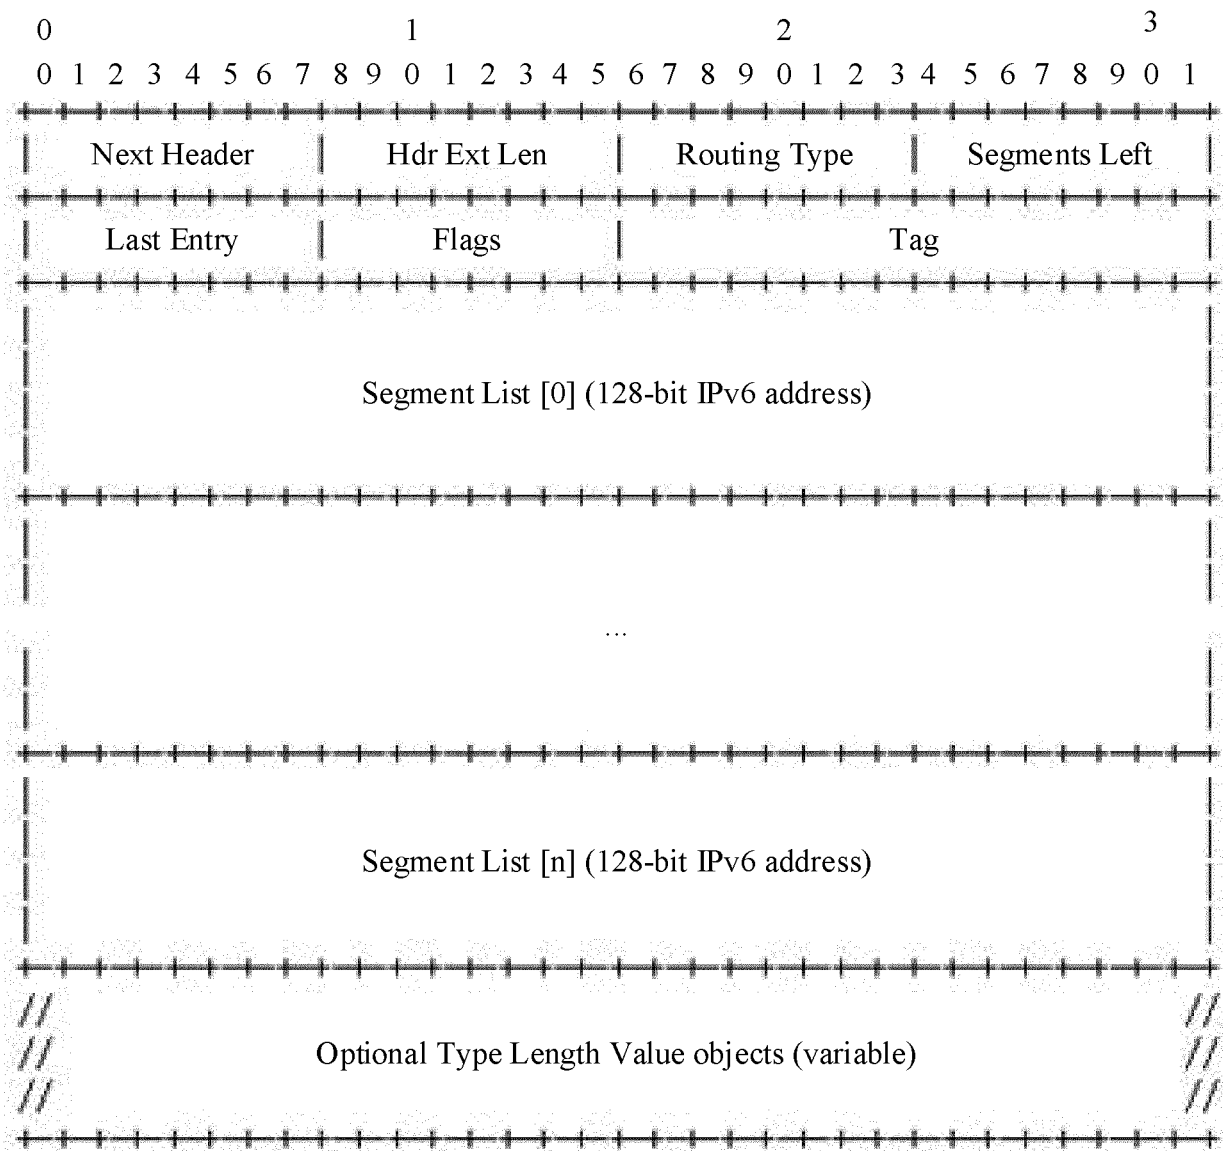 0 1 2 3
0 1 2 3 4 5 6 7 8 9 0 1 2 3 4 5 6 7 8 9 0 1 2 3 4 5 6 7 8 9 0 1
Next Header | Hdr Ext Len | Routing Type | Segments Left
Last Entry | Flags | Tag
Segment List [0] (128-bit IPv6 address)
...
Segment List [n] (128-bit IPv6 address)
// //
// Optional Type Length Value objects (variable) //
// //